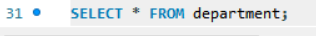 31 SELECT * FROM department;